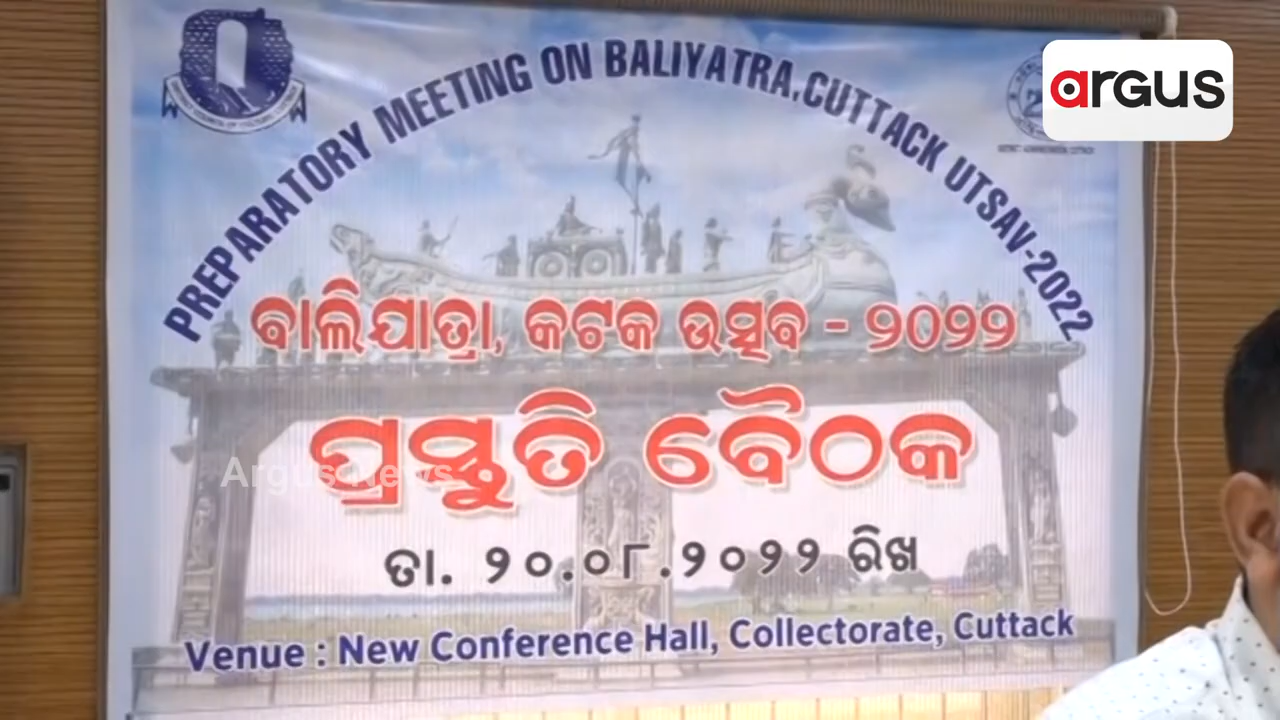 PREPARATORY MEETING ON BALIYATRA,CUTTACK UTSAV-2022
argus
ବାଲିଯାତ୍ରା, କଟକ ଉତ୍ସବ - ୨୦୨୨
ପ୍ରସ୍ତୁତି ବୈଠକ
Argus News
ତା. ୨୦.୦୮.୨୦୨୨ ରିଖ
Venue : New Conference Hall, Collectorate, Cuttack